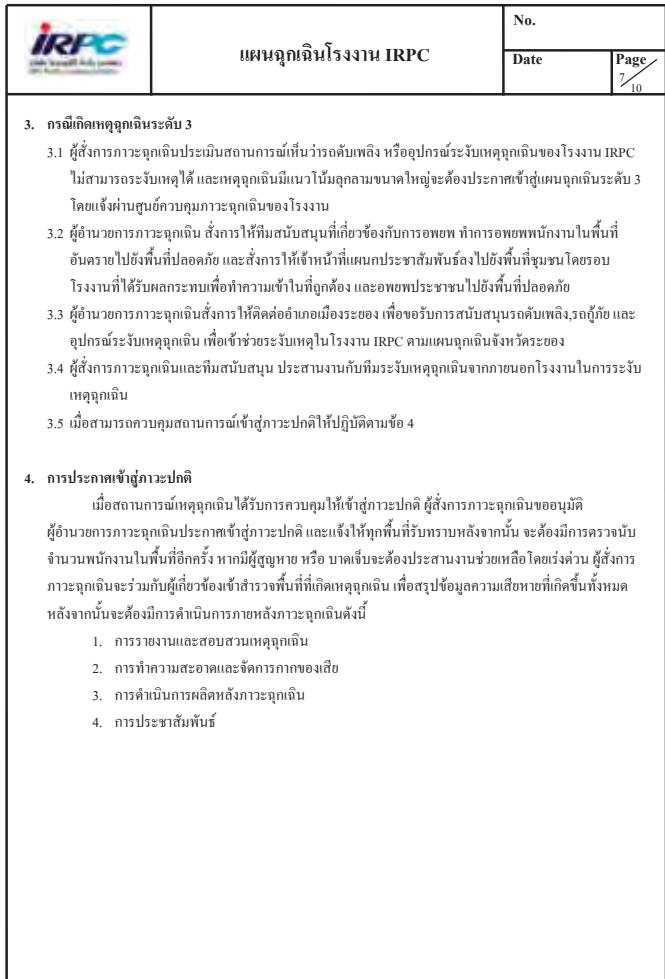 IRPC
แผนฉุกเฉินโรงงาน IRPC
No.
Date
Page
7/10
3. กรณีเกิดเหตุฉุกเฉินระดับ 3
3.1 ผู้สั่งการภาวะฉุกเฉินประเมินสถานการณ์เห็นว่ารถดับเพลิง หรืออุปกรณ์ระงับเหตุฉุกเฉินของโรงงาน IRPC
ไม่สามารถระงับเหตุได้ และเหตุฉุกเฉินมีแนวโน้มลุกลามขนาดใหญ่จะต้องประกาศเข้าสู่แผนฉุกเฉินระดับ 3
โดยแจ้งผ่านศูนย์ควบคุมภาวะฉุกเฉินของโรงงาน
3.2 ผู้อำนวยการภาวะฉุกเฉิน สั่งการให้ทีมสนับสนุนที่เกี่ยวข้องกับการอพยพ ทำการอพยพพนักงานในพื้นที่
อันตรายไปยังพื้นที่ปลอดภัย และสั่งการให้เจ้าหน้าที่แผนกประชาสัมพันธ์ลงไปยังพื้นที่ชุมชนโดยรอบ
โรงงานที่ได้รับผลกระทบเพื่อทำความเข้าใจที่ถูกต้อง และอพยพประชาชนไปยังพื้นที่ปลอดภัย
3.3 ผู้อำนวยการภาวะฉุกเฉินสั่งการให้ติดต่ออำเภอเมืองระยอง เพื่อขอรับการสนับสนุนรถดับเพลิง,รถกู้ภัย และ
อุปกรณ์ระงับเหตุฉุกเฉิน เพื่อเข้าช่วยระงับเหตุในโรงงาน IRPC ตามแผนฉุกเฉินจังหวัดระยอง
3.4 ผู้สั่งการภาวะฉุกเฉินและทีมสนับสนุน ประสานงานกับทีมระงับเหตุฉุกเฉินจากภายนอกโรงงานในการระงับ
เหตุฉุกเฉิน
3.5 เมื่อสามารถควบคุมสถานการณ์เข้าสู่ภาวะปกติให้ปฏิบัติตามข้อ 4
4. การประกาศเข้าสู่ภาวะปกติ
เมื่อสถานการณ์เหตุฉุกเฉินได้รับการควบคุมให้เข้าสู่ภาวะปกติ ผู้สั่งการภาวะฉุกเฉินขออนุมัติ
ผู้อำนวยการภาวะฉุกเฉินประกาศเข้าสู่ภาวะปกติ และแจ้งให้ทุกพื้นที่รับทราบหลังจากนั้น จะต้องมีการตรวจนับ
จำนวนพนักงานในพื้นที่อีกครั้ง หากมีผู้สูญหาย หรือ บาดเจ็บจะต้องประสานงานช่วยเหลือโดยเร่งด่วน ผู้สั่งการ
ภาวะฉุกเฉินจะร่วมกับผู้เกี่ยวข้องเข้าสำรวจพื้นที่ที่เกิดเหตุฉุกเฉิน เพื่อสรุปข้อมูลความเสียหายที่เกิดขึ้นทั้งหมด
หลังจากนั้นจะต้องมีการดำเนินการภายหลังภาวะฉุกเฉินดังนี้
1. การรายงานและสอบสวนเหตุฉุกเฉิน
2. การทำความสะอาดและจัดการกากของเสีย
3. การดำเนินการผลิตหลังภาวะฉุกเฉิน
4. การประชาสัมพันธ์